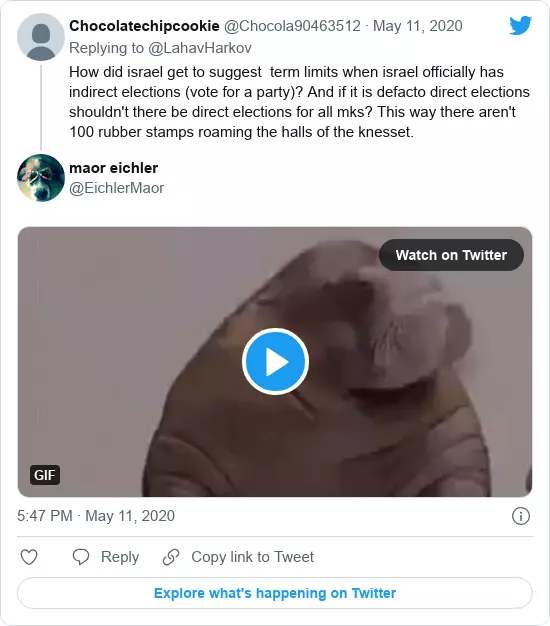 Chocolatechipcookie @Chocola90463512 · May 11, 2020
Replying to @LahavHarkov
How did israel get to suggest  term limits when israel officially has
indirect elections (vote for a party)? And if it is defacto direct elections
shouldn't there be direct elections for all mks? This way there aren't
100 rubber stamps roaming the halls of the knesset.
maor eichler
@EichlerMaor
Watch on Twitter
GIF
5:47 PM · May 11, 2020
Reply
Copy link to Tweet
Explore what's happening on Twitter